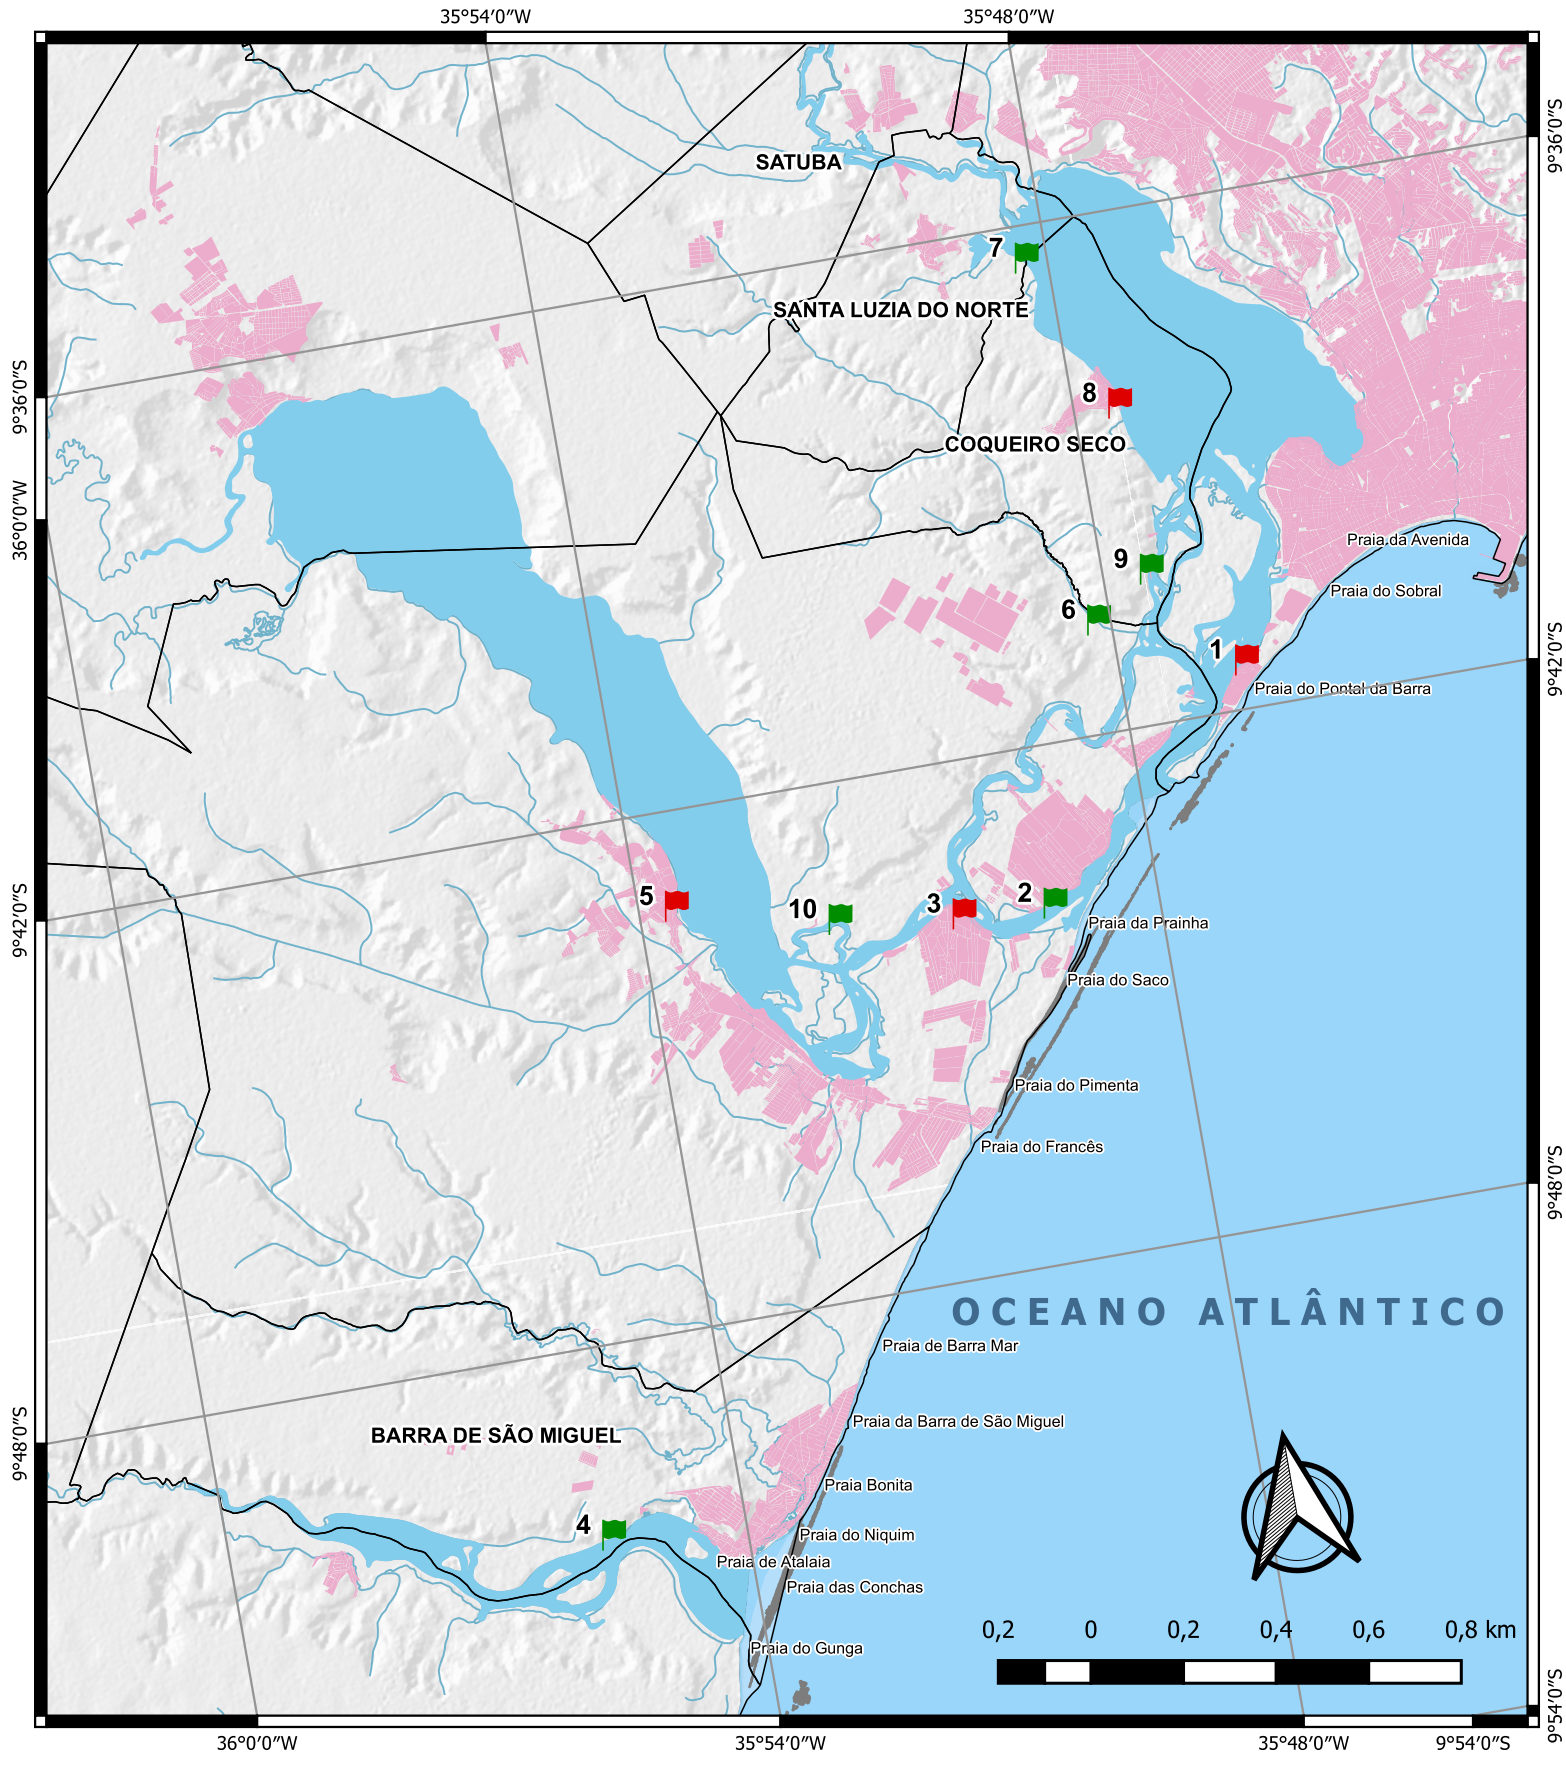 35°54′0″W
35°48′0″W
9°36′0″S
SATUBA
7
SANTA LUZIA DO NORTE
9°36′0″S
8
COQUEIRO SECO
36°0′0″W
Praia da Avenida
9
Praia do Sobral
6
1
9°42′0″S
Praia do Pontal da Barra
5
10
3
2
9°42′0″S
Praia da Prainha
Praia do Saco
Praia do Pimenta
Praia do Francês
9°48′0″S
OCEANO ATLÂNTICO
Praia de Barra Mar
Praia da Barra de São Miguel
BARRA DE SÃO MIGUEL
9°48′0″S
Praia Bonita
4
Praia do Niquim
Praia de Atalaia
Praia das Conchas
Praia do Gunga
0,2 0 0,2 0,4 0,6 0,8 km
9°54′0″S
36°0′0″W
35°54′0″W
35°48′0″W
9°54′0″S